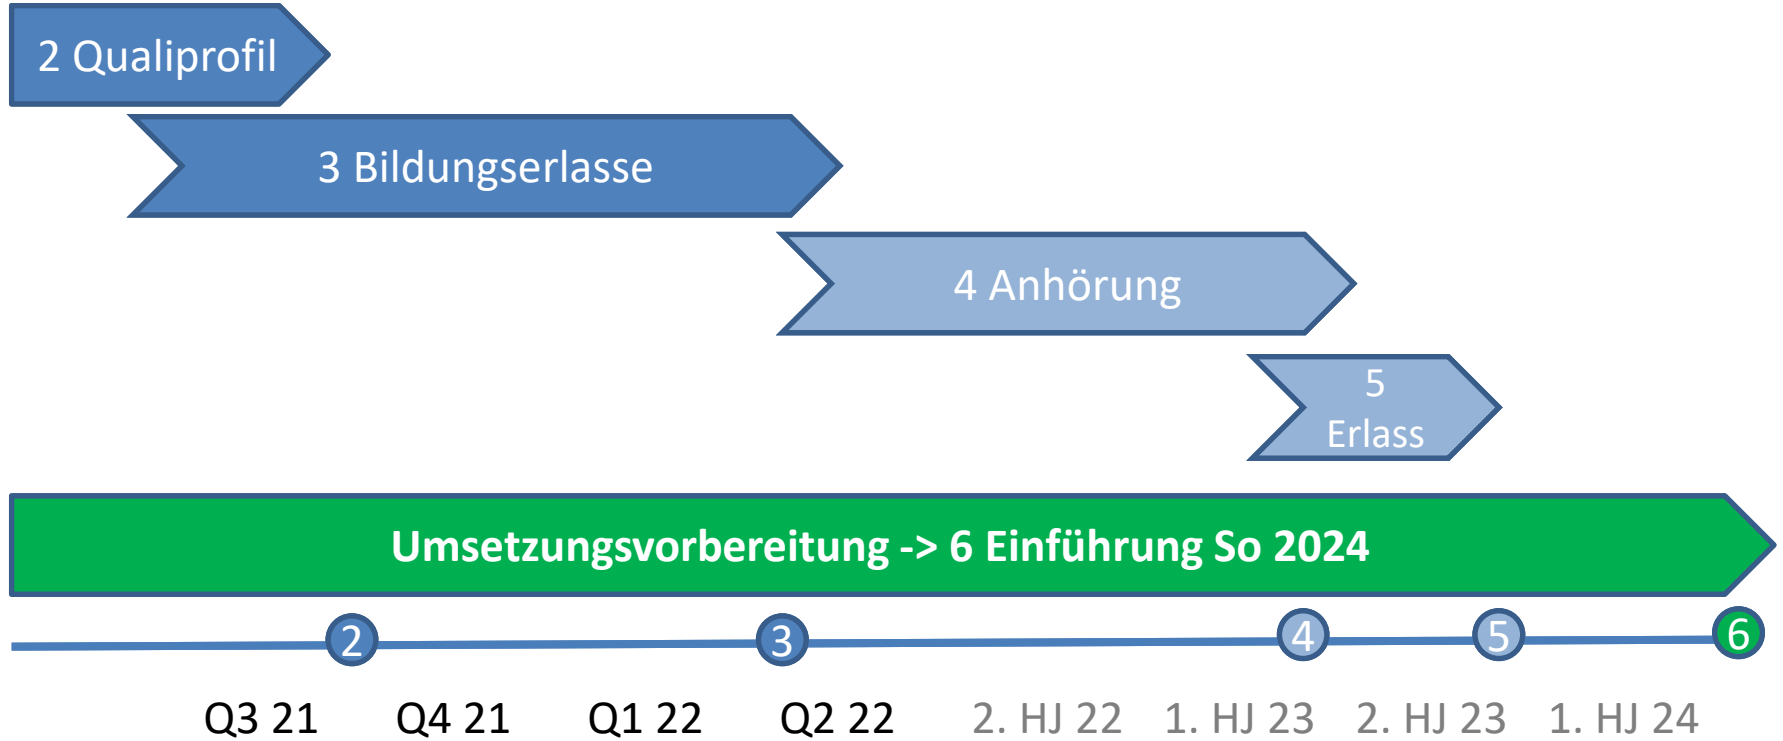 2 Qualiprofil
3 Bildungserlasse
4 Anhörung
5
Erlass
Umsetzungsvorbereitung -> 6 Einführung So 2024
2 3 4 5 6
Q3 21 Q4 21 Q1 22 Q2 22 2. HJ 22 1. HJ 23 2. HJ 23 1. HJ 24